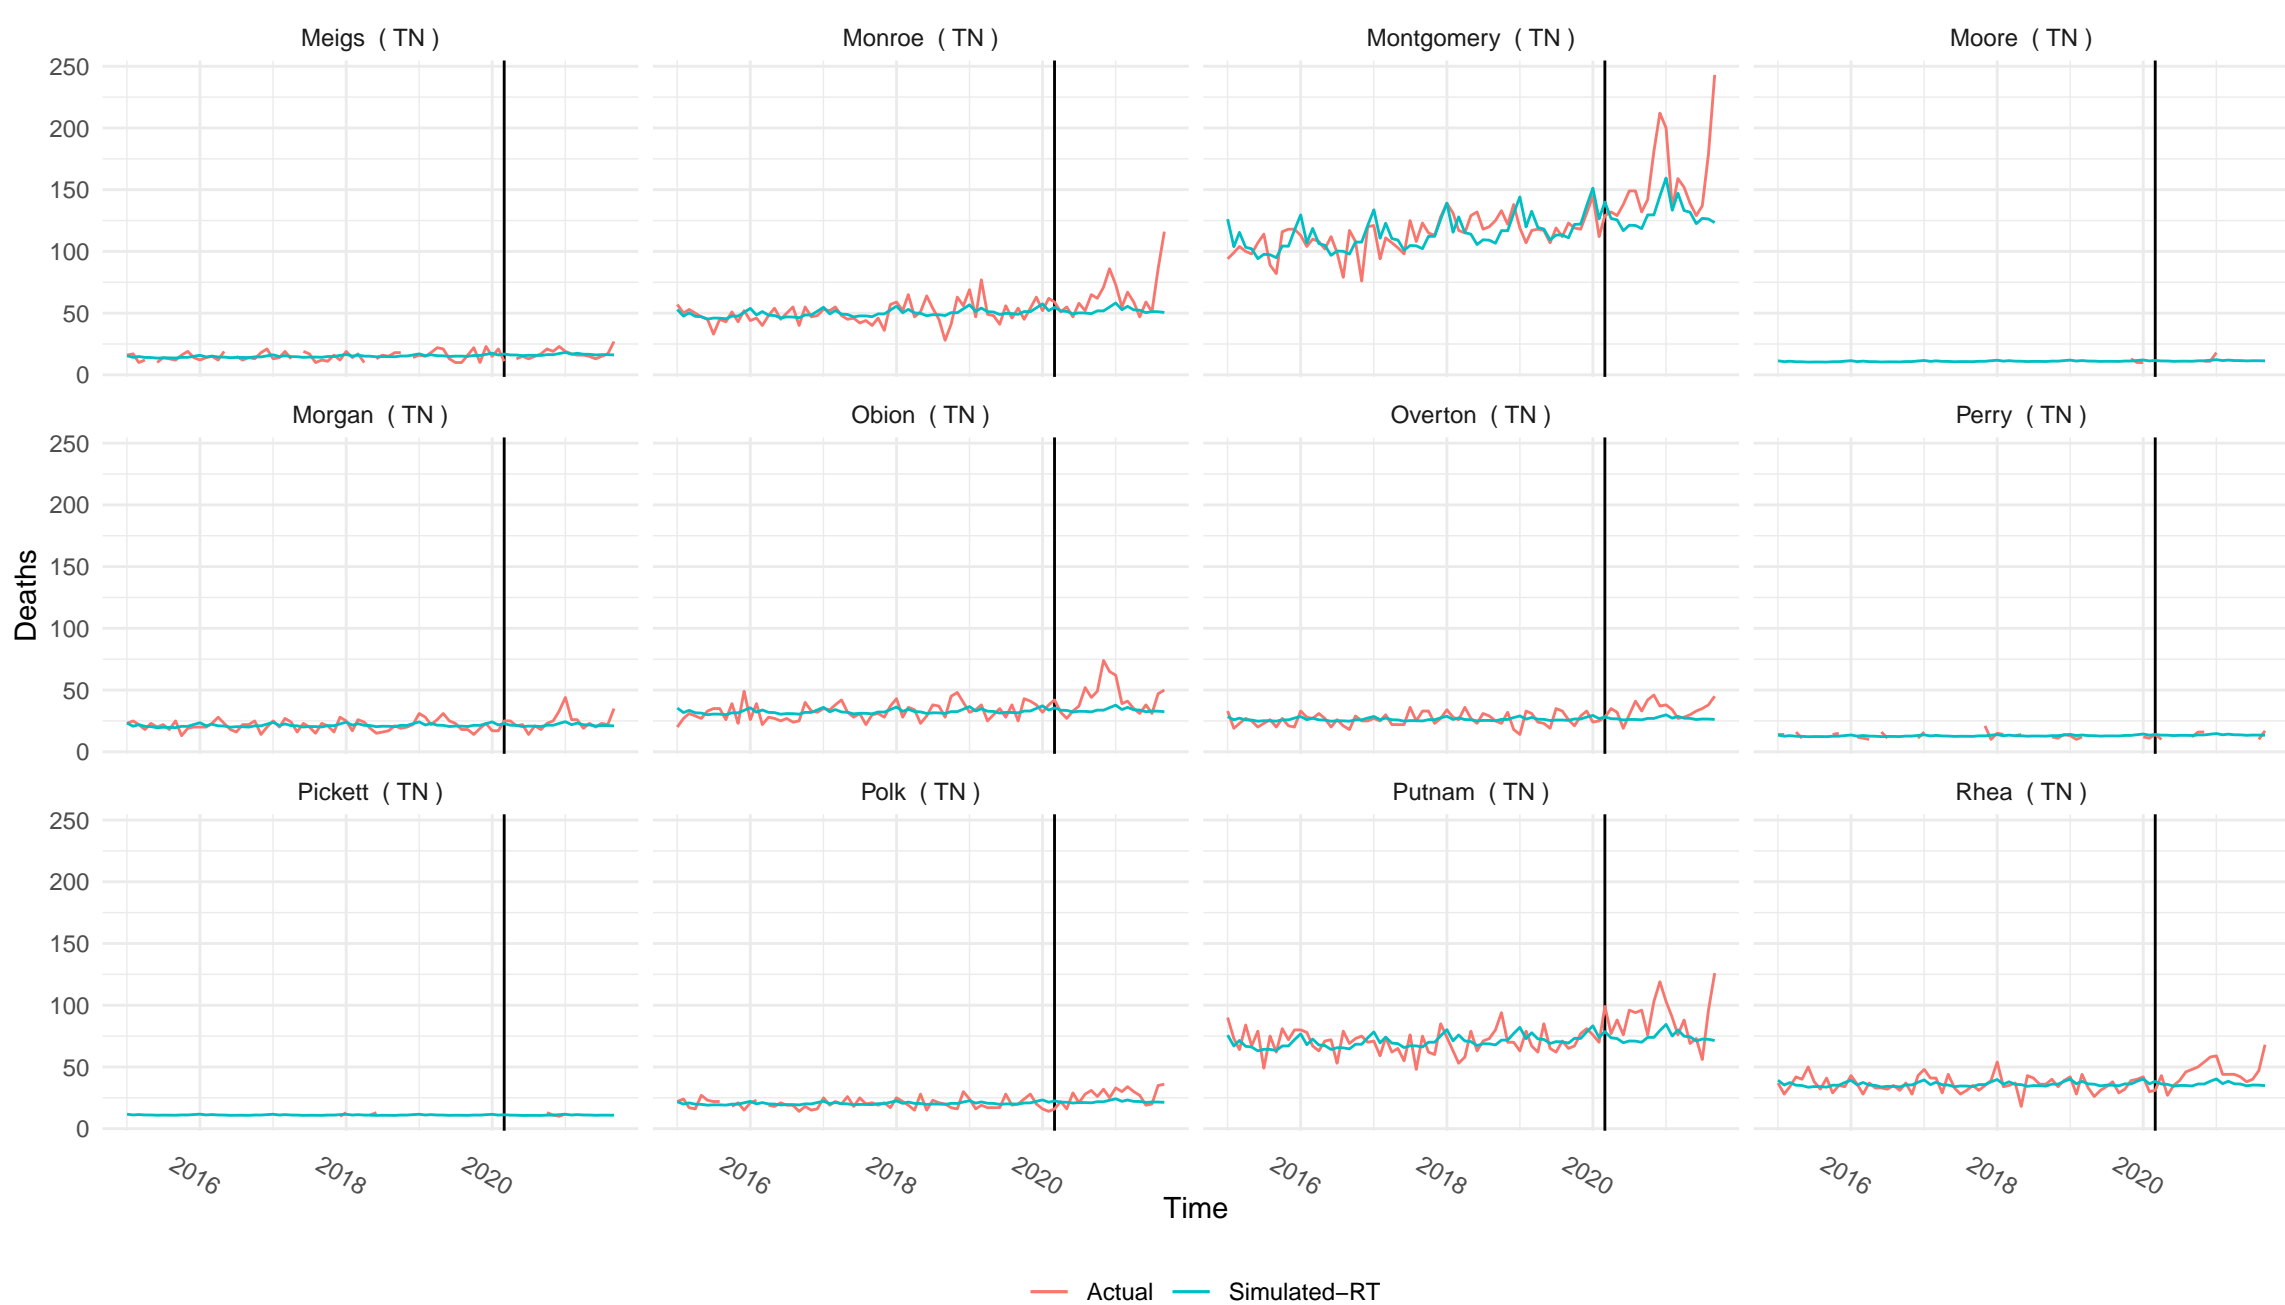 Meigs ( TN ) Monroe ( TN ) Montgomery ( TN ) Moore ( TN )
250
200
150
100
50
0
Morgan ( TN ) Obion ( TN ) Overton ( TN ) Perry ( TN )
250
200
150
100
50
0
Deaths
Pickett ( TN ) Polk ( TN ) Putnam ( TN ) Rhea ( TN )
250
200
150
100
50
0
2016 2018 2020 2016 2018 2020 2016 2018 2020 2016 2018 2020
Time
Actual Simulated−RT